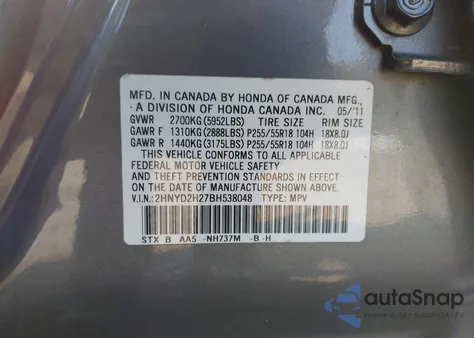 MFD. IN CANADA BY HONDA OF CANADA MFG.,
A DIVISION OF HONDA CANADA INC. 05/'11
GVWR 2700KG(5952LBS) TIRE SIZE RIM SIZE
GAWR F 1310KG(2888LBS) P255/55R18 104H 18X8.0J
GAWR R 1440KG(3175LBS) P255/55R18 104H 18X8.0J
THIS VEHICLE CONFORMS TO ALL APPLICABLE
FEDERAL MOTOR VEHICLE SAFETY
AND THEFT PREVENTION STANDARDS IN EFFECT ON THE
DATE OF MANUFACTURE SHOWN ABOVE.
V.I.N.: 2HNYD2H27BH538048 TYPE: MPV
STX B AA5 -NH737M -B -H
autoSnap